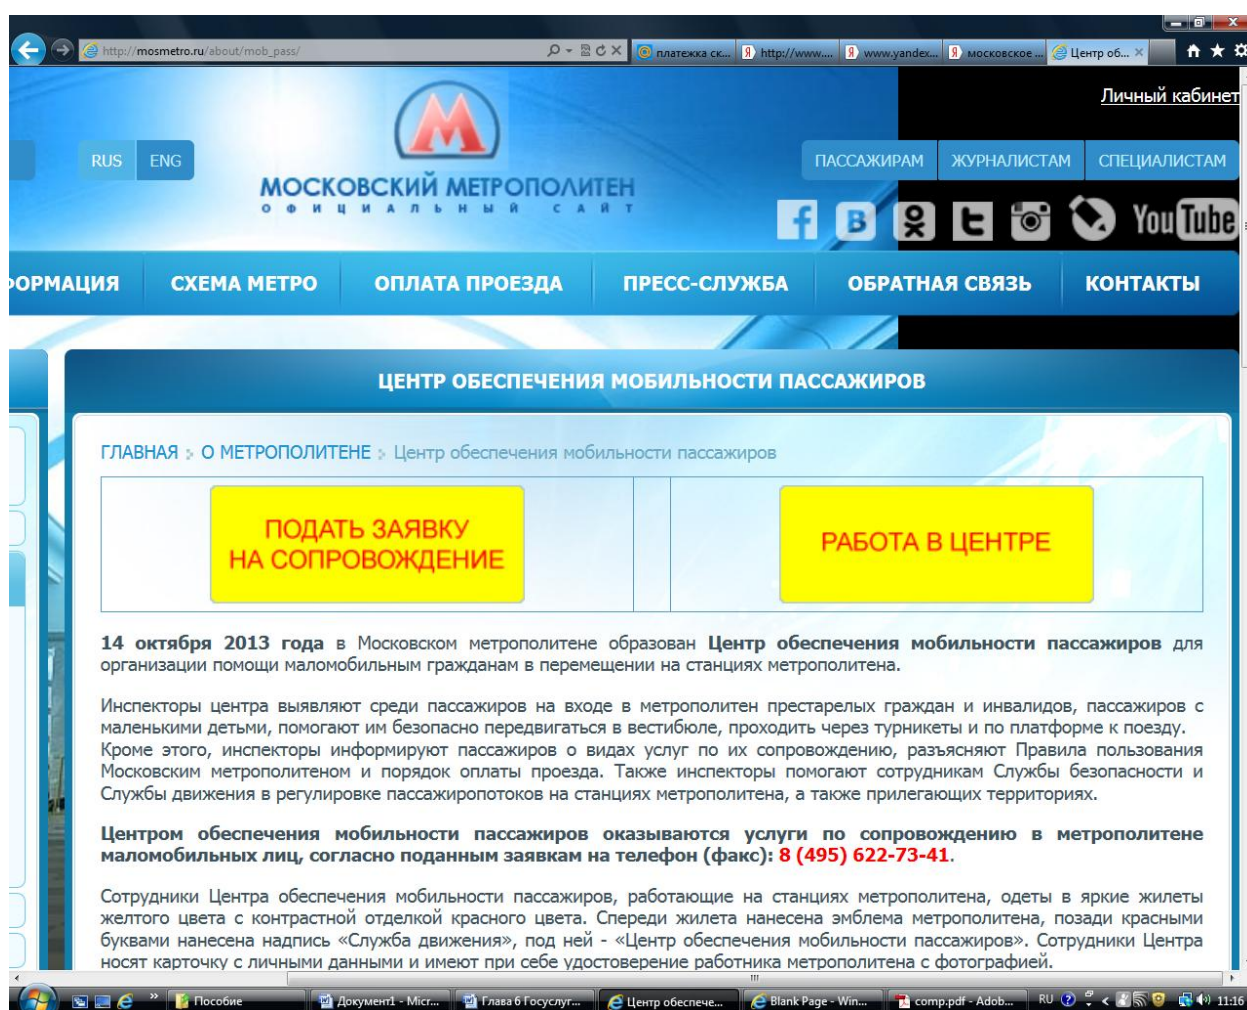 http://mosmetro.ru/about/mob_pass/
платежка ск...
http://www....
www.yandex...
московское ...
Центр об...
Личный кабинет
RUS ENG
ПАССАЖИРАМ ЖУРНАЛИСТАМ СПЕЦИАЛИСТАМ
МОСКОВСКИЙ МЕТРОПОЛИТЕН
ОФИЦИАЛЬНЫЙ САЙТ
You Tube
ФОРМАЦИЯ СХЕМА МЕТРО ОПЛАТА ПРОЕЗДА ПРЕСС-СЛУЖБА ОБРАТНАЯ СВЯЗЬ КОНТАКТЫ
ЦЕНТР ОБЕСПЕЧЕНИЯ МОБИЛЬНОСТИ ПАССАЖИРОВ
ГЛАВНАЯ О МЕТРОПОЛИТЕНЕ Центр обеспечения мобильности пассажиров
ПОДАТЬ ЗАЯВКУ
НА СОПРОВОЖДЕНИЕ
РАБОТА В ЦЕНТРЕ
14 октября 2013 года в Московском метрополитене образован Центр обеспечения мобильности пассажиров для
организации помощи маломобильным гражданам в перемещении на станциях метрополитена.
Инспекторы центра выявляют среди пассажиров на входе в метрополитен престарелых граждан и инвалидов, пассажиров с
маленькими детьми, помогают им безопасно передвигаться в вестибюле, проходить через турникеты и по платформе к поезду.
Кроме этого, инспекторы информируют пассажиров о видах услуг по их сопровождению, разъясняют Правила пользования
Московским метрополитеном и порядок оплаты проезда. Также инспекторы помогают сотрудникам Службы безопасности и
Службы движения в регулировке пассажиропотоков на станциях метрополитена, а также прилегающих территориях.
Центром обеспечения мобильности пассажиров оказываются услуги по сопровождению в метрополитене
маломобильных лиц, согласно поданным заявкам на телефон (факс): 8 (495) 622-73-41.
Сотрудники Центра обеспечения мобильности пассажиров, работающие на станциях метрополитена, одеты в яркие жилеты
желтого цвета с контрастной отделкой красного цвета. Спереди жилета нанесена эмблема метрополитена, позади красными
буквами нанесена надпись «Служба движения», под ней - «Центр обеспечения мобильности пассажиров». Сотрудники Центра
носят карточку с личными данными и имеют при себе удостоверение работника метрополитена с фотографией.
Пособие Документ1 - Micr... Глава 6 Госуслуг... Центр обеспече... Blank Page - Win... comp.pdf - Adob... RU 11:16